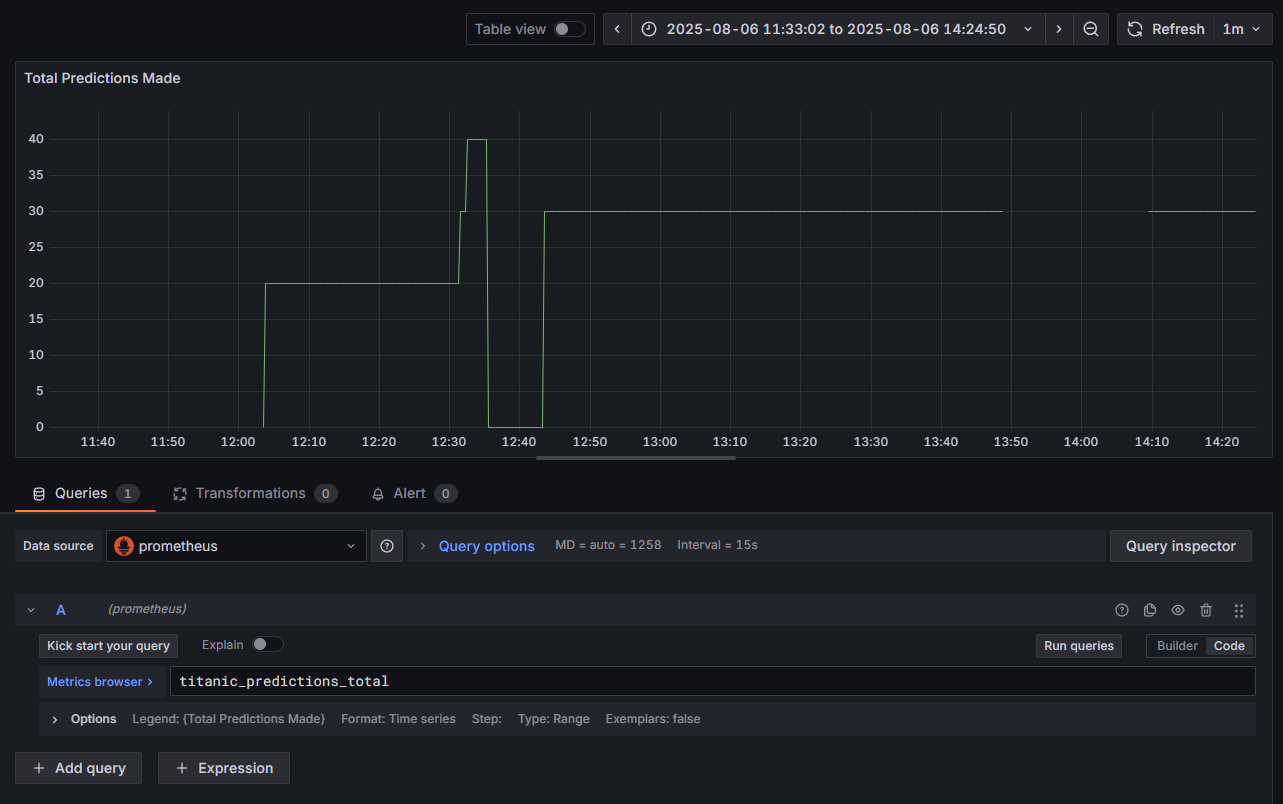 Table view
2025-08-06 11:33:02 to 2025-08-06 14:24:50
Refresh
1m
Total Predictions Made
40
35
30
25
20
15
10
5
0
11:40 11:50 12:00 12:10 12:20 12:30 12:40 12:50 13:00 13:10 13:20 13:30 13:40 13:50 14:00 14:10 14:20
Queries 1 Transformations 0 Alert 0
Data source prometheus Query options MD = auto = 1258 Interval = 15s Query inspector
A (prometheus)
Kick start your query Explain Run queries Builder Code
Metrics browser > titanic_predictions_total
Options Legend: {Total Predictions Made} Format: Time series Step: Type: Range Exemplars: false
+ Add query + Expression